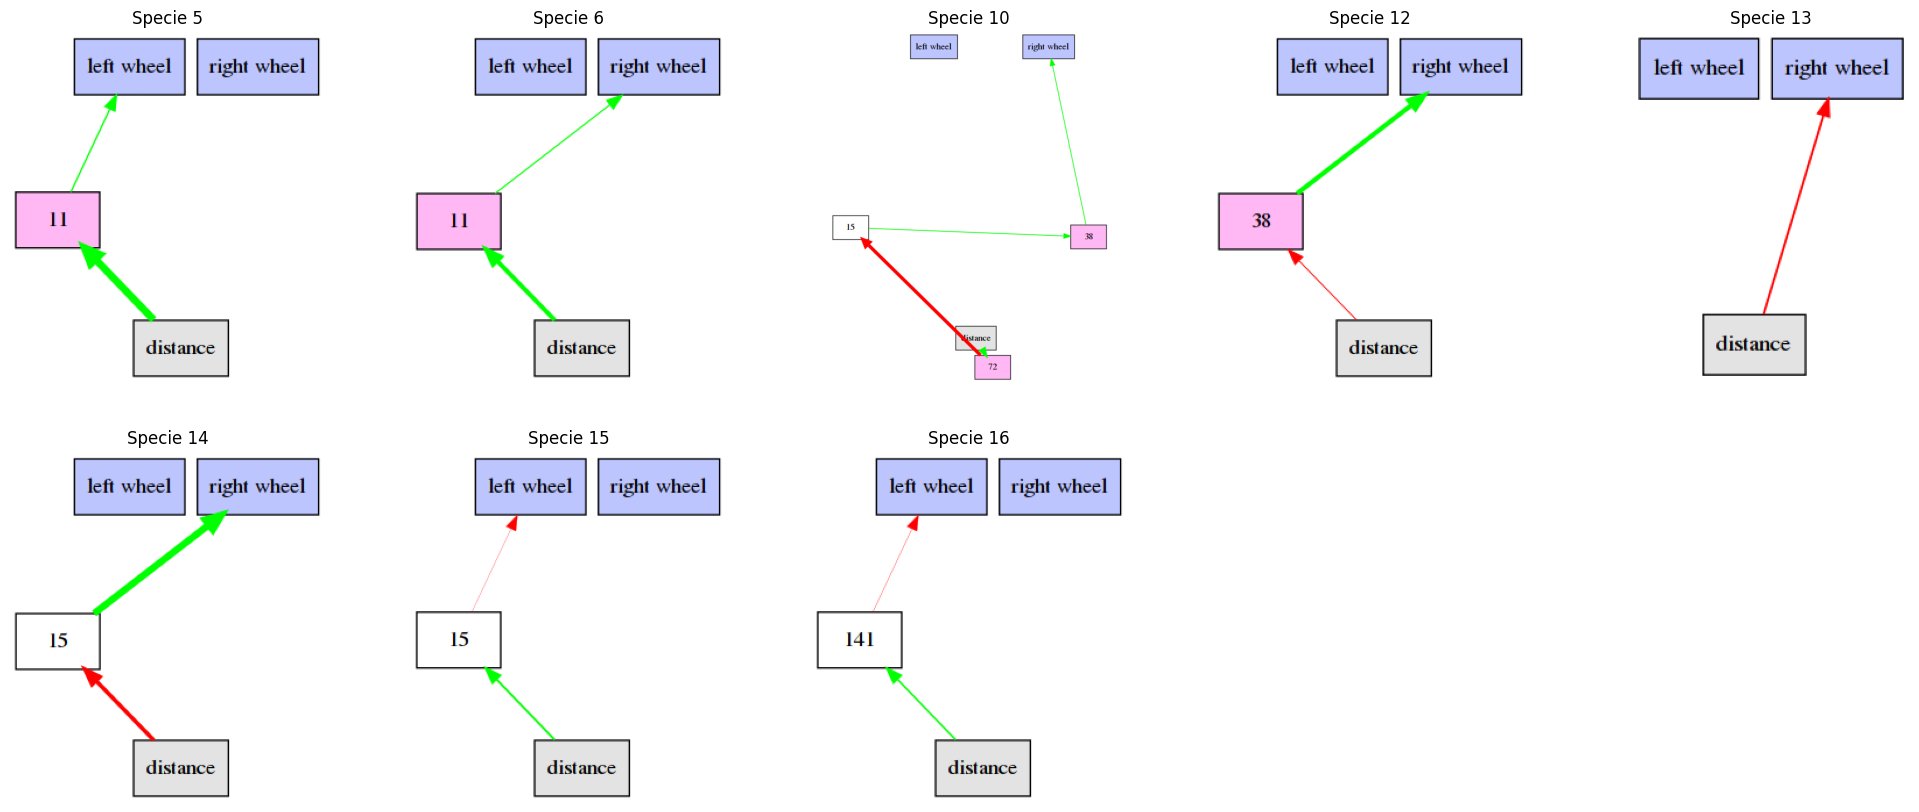 Specie 5
left wheel
right wheel
11
distance
Specie 6
left wheel
right wheel
11
distance
Specie 10
left wheel
right wheel
15
38
distance
72
Specie 12
left wheel
right wheel
38
distance
Specie 13
left wheel
right wheel
distance
Specie 14
left wheel
right wheel
15
distance
Specie 15
left wheel
right wheel
15
distance
Specie 16
left wheel
right wheel
141
distance